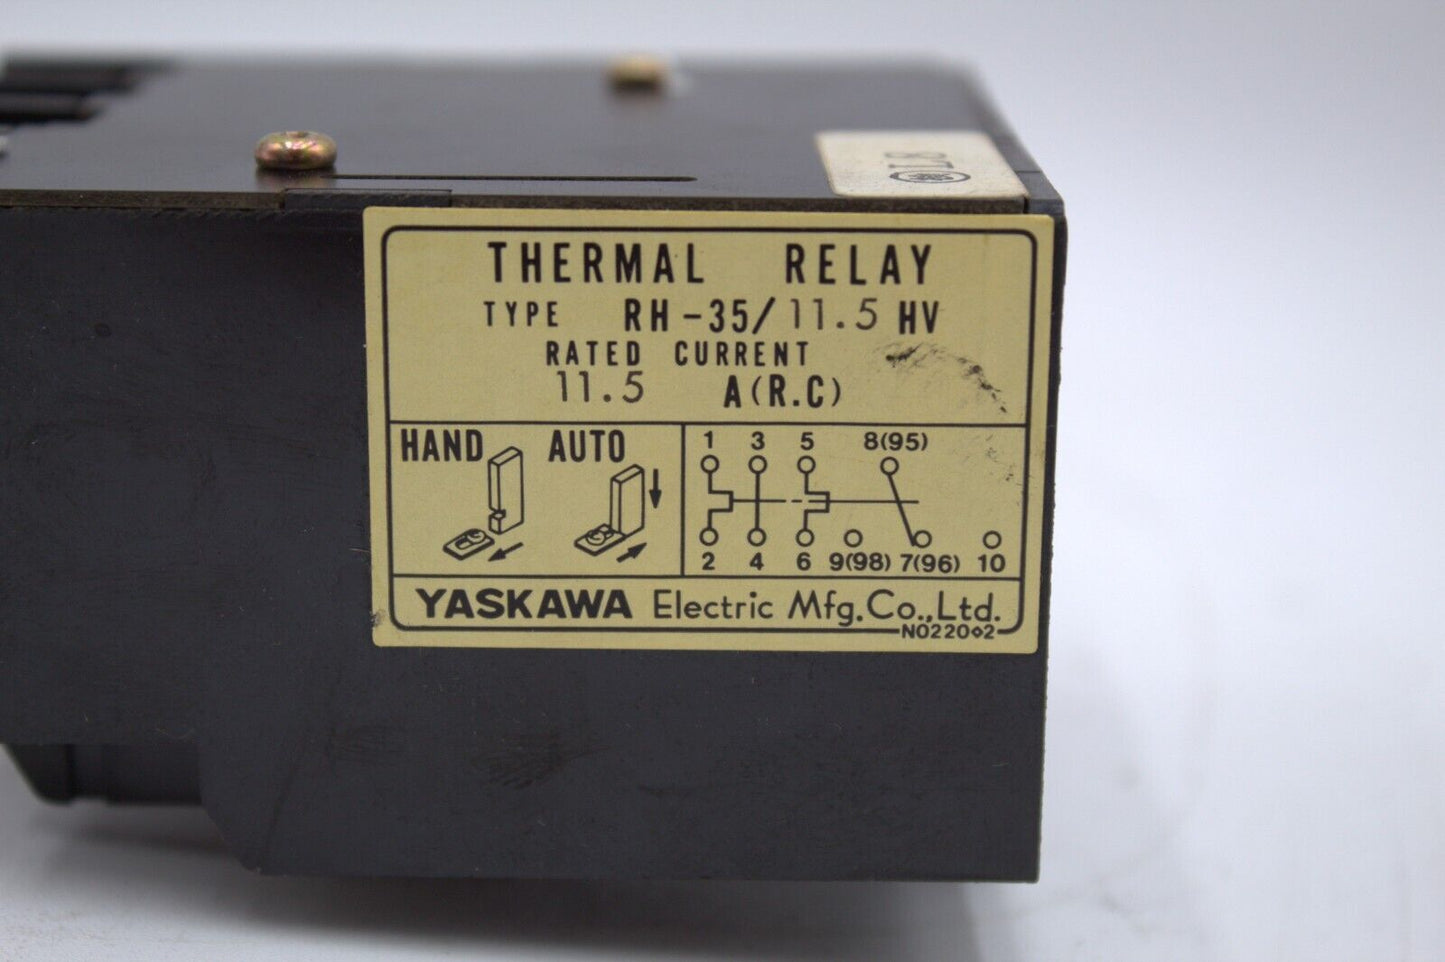 THERMAL RELAY
TYPE RH-35/11.5 HV
RATED CURRENT
11.5 A(R.C)
HAND AUTO
1 3 5 8(95)
2 4 6 9(98) 7(96) 10
YASKAWA Electric Mfg.Co.,Ltd.
N0220◇2